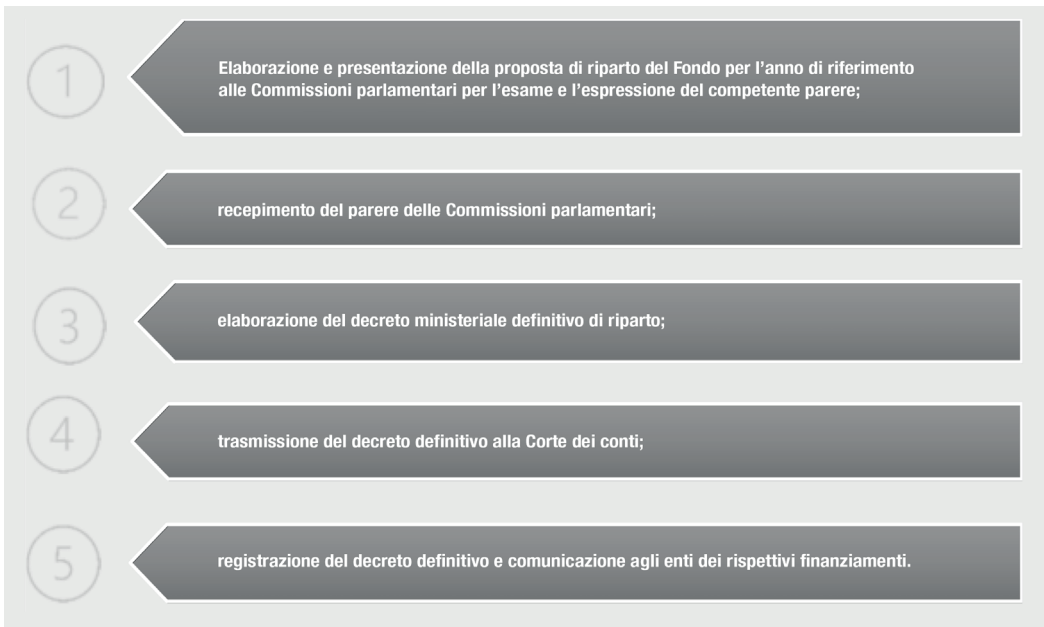 1
Elaborazione e presentazione della proposta di riparto del Fondo per l'anno di riferimento
alle Commissioni parlamentari per l'esame e l'espressione del competente parere;
2
recepimento del parere delle Commissioni parlamentari;
3
elaborazione del decreto ministeriale definitivo di riparto;
4
trasmissione del decreto definitivo alla Corte dei conti;
5
registrazione del decreto definitivo e comunicazione agli enti dei rispettivi finanziamenti.